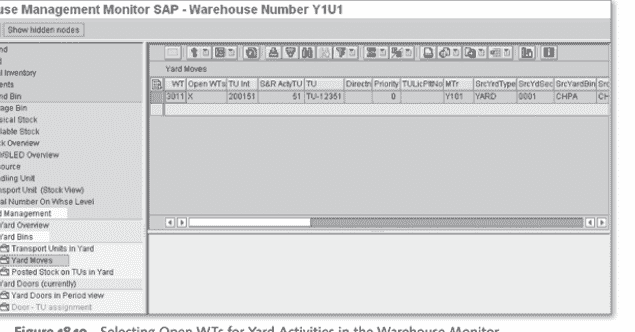 use Management Monitor SAP - Warehouse Number Y1U1
Show hidden nodes
nd
d
l Inventory
ents
nd Bin
age Bin
sical Stock
lable Stock
k Overview
/SLED Overview
source
dling Unit
nsport Unit (Stock View)
al Number On Whse Level
d Management
Yard Overview
Yard Bins
Transport Units in Yard
Yard Moves
Posted Stock on TUs in Yard
Yard Doors (currently)
Yard Doors in Period view
Door - TU assignment
Yard Moves
WT Open WTs TU Int S&R ActyTU TU Directn Priority TULicPltNo MTr SrcYrdType SrcYdSec SrcYardBin Src
3011 X 200151 51 TU-12351 0 Y101 YARD 0001 CHPA CH
Selecting Open WTs for Yard Activities in the Warehouse Monitor